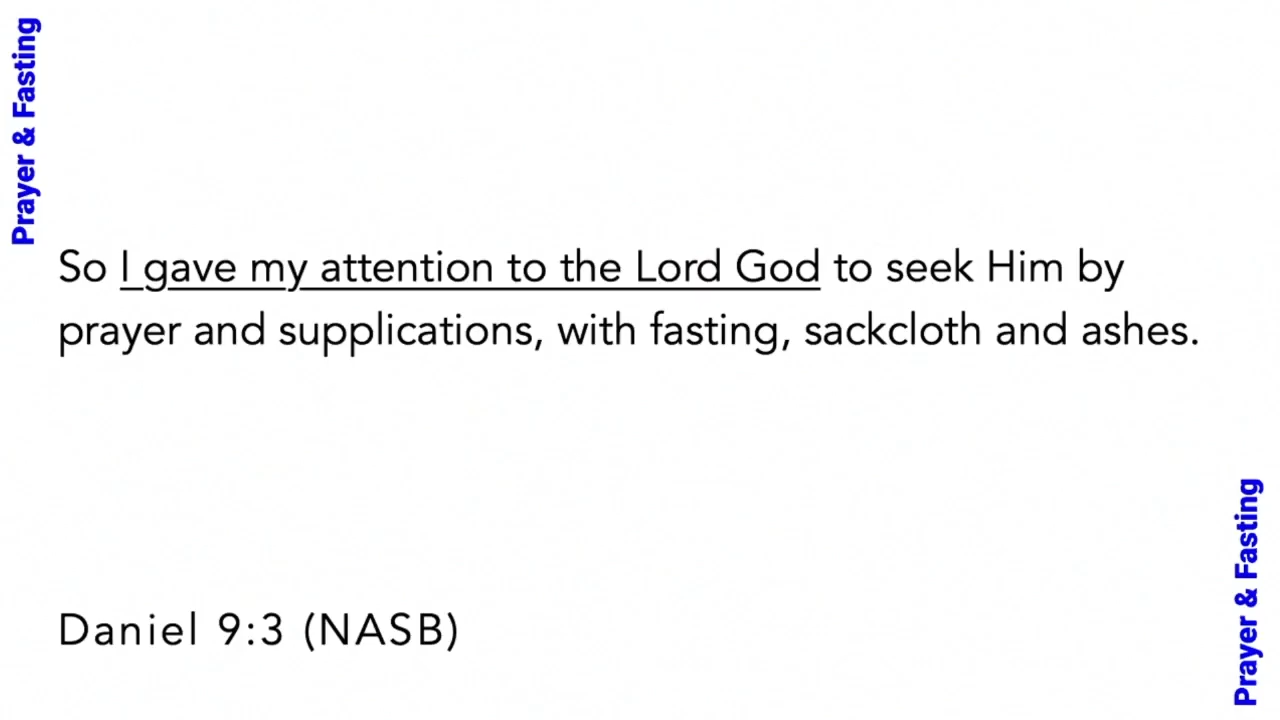 Prayer & Fasting
So I gave my attention to the Lord God to seek Him by
prayer and supplications, with fasting, sackcloth and ashes.
Daniel 9:3 (NASB)
Prayer & Fasting